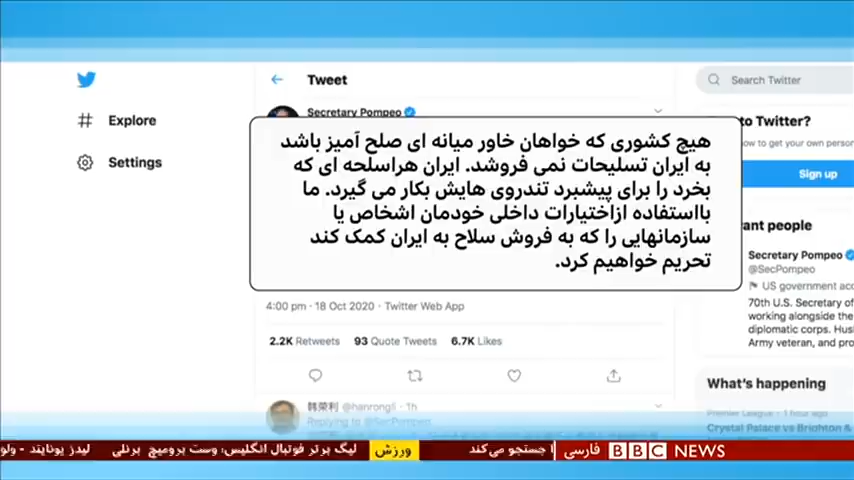 Tweet
Search Twitter
Explore
Settings
Secretary Pompeo
هیچ کشوری که خواهان خاور میانه ای صلح آمیز باشد
به ایران تسلیحات نمی فروشد. ایران هراسلحه ای که
بخرد را برای پیشبرد تندروی هایش بکار می گیرد. ما
بااستفاده ازاختیارات داخلی خودمان اشخاص یا
سازمانهایی را که به فروش سلاح به ایران کمک کند
تحریم خواهیم کرد.
4:00 pm · 18 Oct 2020 · Twitter Web App
2.2K Retweets 93 Quote Tweets 6.7K Likes
韩荣利 @hanrongli · 1h
Replying to @SecPompeo
to Twitter?
now to get your own
Sign up
people
Secretary Pompeo
@SecPompeo
US government
70th U.S. Secretary of
working alongside the
diplomatic corps.
Army veteran, and
What's happening
Premier League · 1 hour ago
Crystal Palace vs Brighton &
BBC NEWS فارسی
جستجو می‌کند
ورزش
لیگ برتر فوتبال انگلیس: وست برومیچ برنلی لیدز یونایتد -